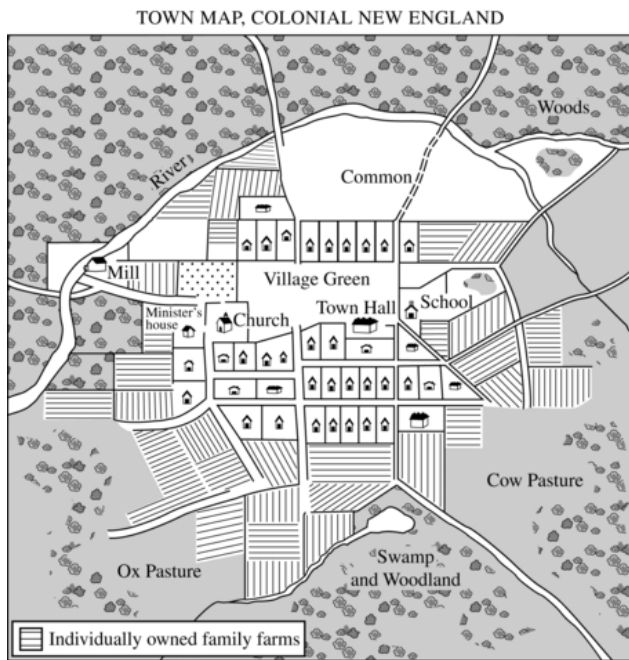 TOWN MAP, COLONIAL NEW ENGLAND
Woods
River
Common
Mill
Village Green
Minister's
house
Church
Town Hall
School
Cow Pasture
Ox Pasture
Swamp
and Woodland
Individually owned family farms